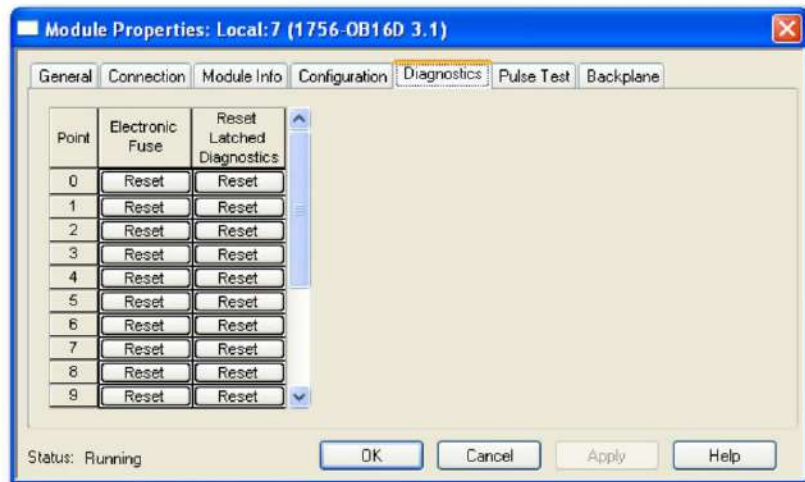 Module Properties: Local:7 (1756-OB16D 3.1)
General Connection Module Info Configuration Diagnostics Pulse Test Backplane
Point Electronic Fuse Reset Latched Diagnostics
0 Reset Reset
1 Reset Reset
2 Reset Reset
3 Reset Reset
4 Reset Reset
5 Reset Reset
6 Reset Reset
7 Reset Reset
8 Reset Reset
9 Reset Reset
Status: Running OK Cancel Apply Help